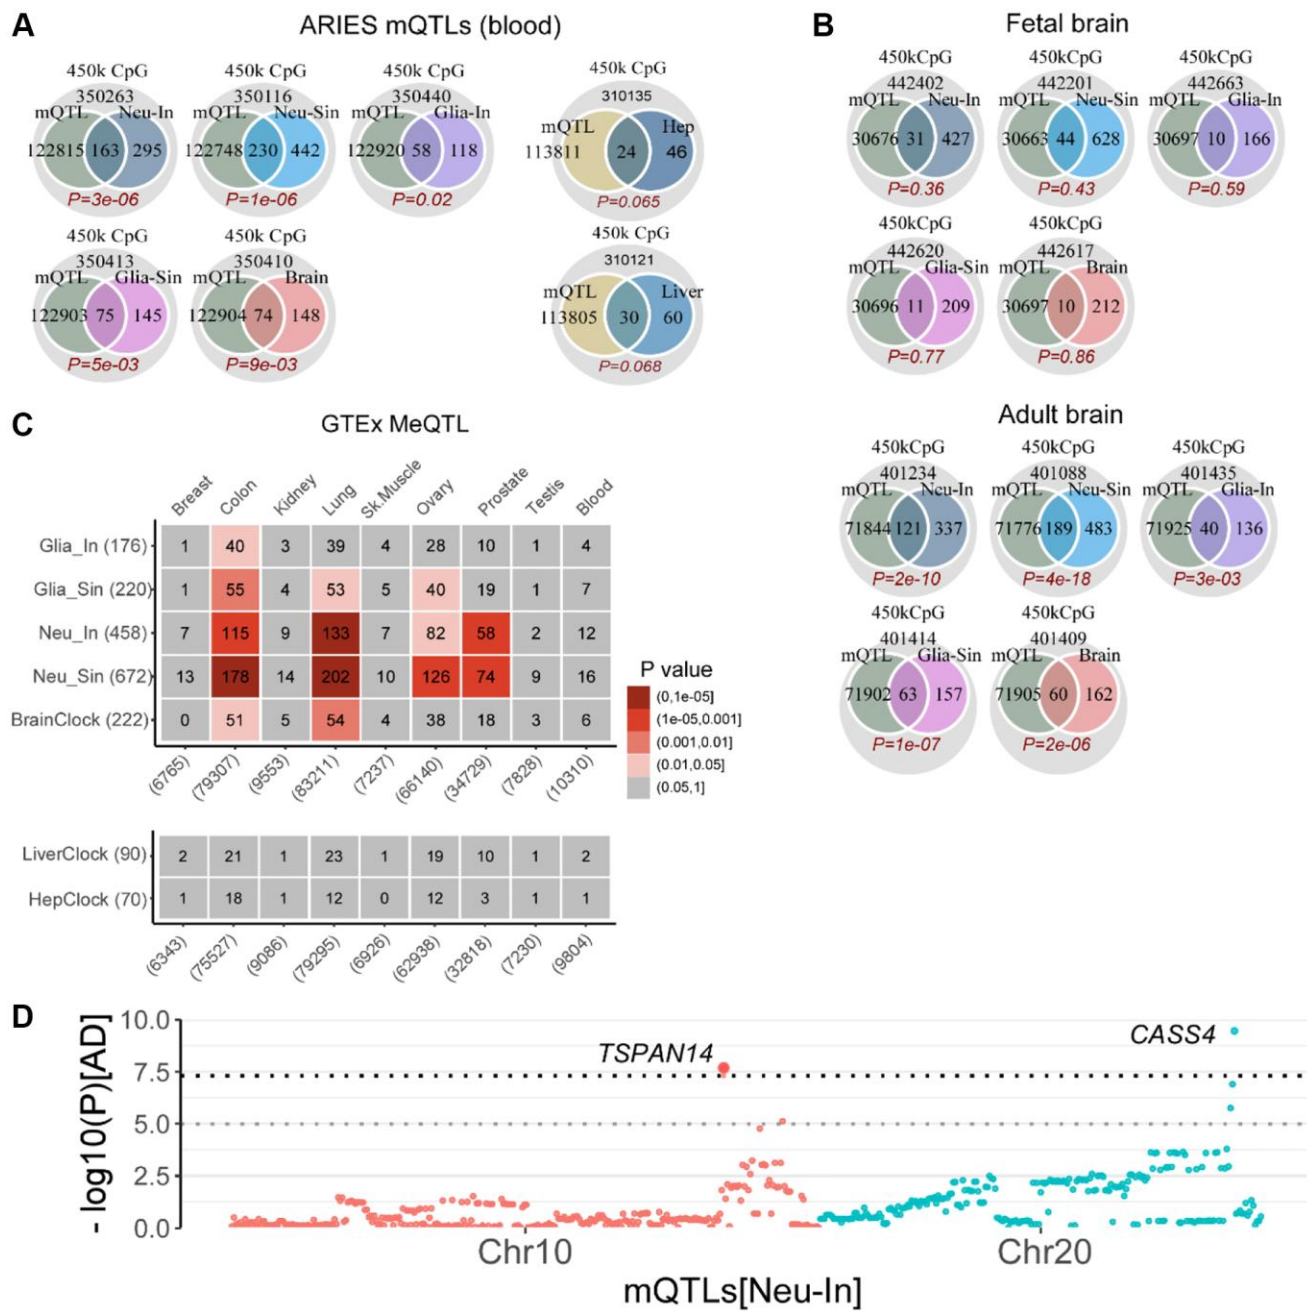 A
ARIES mQTLs (blood)
450k CpG
350263
mQTL Neu-In
122815 163 295
P=3e-06
450k CpG
350116
mQTL Neu-Sin
122748 230 442
P=1e-06
450k CpG
350440
mQTL Glia-In
122920 58 118
P=0.02
450k CpG
310135
mQTL Hep
113811 24 46
P=0.065
450k CpG
350413
mQTL Glia-Sin
122903 75 145
P=5e-03
450k CpG
350410
mQTL Brain
122904 74 148
P=9e-03
450k CpG
310121
mQTL Liver
113805 30 60
P=0.068
B
Fetal brain
450kCpG
442402
mQTL Neu-In
30676 31 427
P=0.36
450kCpG
442201
mQTL Neu-Sin
30663 44 628
P=0.43
450kCpG
442663
mQTL Glia-In
30697 10 166
P=0.59
450kCpG
442620
mQTL Glia-Sin
30696 11 209
P=0.77
450kCpG
442617
mQTL Brain
30697 10 212
P=0.86
Adult brain
450kCpG
401234
mQTL Neu-In
71844 121 337
P=2e-10
450kCpG
401088
mQTL Neu-Sin
71776 189 483
P=4e-18
450kCpG
401435
mQTL Glia-In
71925 40 136
P=3e-03
450kCpG
401414
mQTL Glia-Sin
71902 63 157
P=1e-07
450kCpG
401409
mQTL Brain
71905 60 162
P=2e-06
C
GTEx MeQTL
Breast Colon Kidney Lung Sk.Muscle Ovary Prostate Testis Blood
Glia_In (176) 1 40 3 39 4 28 10 1 4
Glia_Sin (220) 1 55 4 53 5 40 19 1 7
Neu_In (458) 7 115 9 133 7 82 58 2 12
Neu_Sin (672) 13 178 14 202 10 126 74 9 16
BrainClock (222) 0 51 5 54 4 38 18 3 6
(6765) (79307) (9553) (83211) (7237) (66140) (34729) (7828) (10310)
P value
(0,1e-05]
(1e-05,0.001]
(0.001,0.01]
(0.01,0.05]
(0.05,1]
LiverClock (90) 2 21 1 23 1 19 10 1 2
HepClock (70) 1 18 1 12 0 12 3 1 1
(6343) (75527) (9086) (79295) (6926) (62938) (32818) (7230) (9804)
D
- log10(P)[AD]
10.0
7.5
5.0
2.5
0.0
TSPAN14
CASS4
Chr10 Chr20
mQTLs[Neu-In]